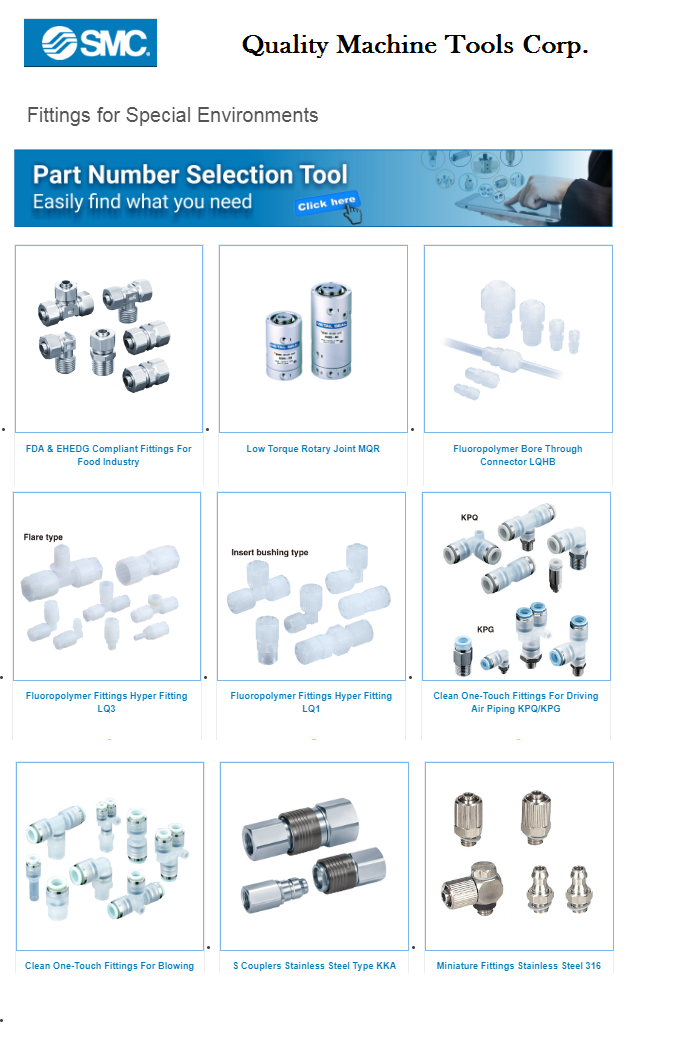 SMC.
Quality Machine Tools Corp.
Fittings for Special Environments
Part Number Selection Tool
Easily find what you need
Click here
FDA & EHEDG Compliant Fittings For
Food Industry
Low Torque Rotary Joint MQR
Fluoropolymer Bore Through
Connector LQHB
Flare type
Fluoropolymer Fittings Hyper Fitting
LQ3
Insert bushing type
Fluoropolymer Fittings Hyper Fitting
LQ1
KPQ
KPG
Clean One-Touch Fittings For Driving
Air Piping KPQ/KPG
Clean One-Touch Fittings For Blowing
S Couplers Stainless Steel Type KKA
Miniature Fittings Stainless Steel 316